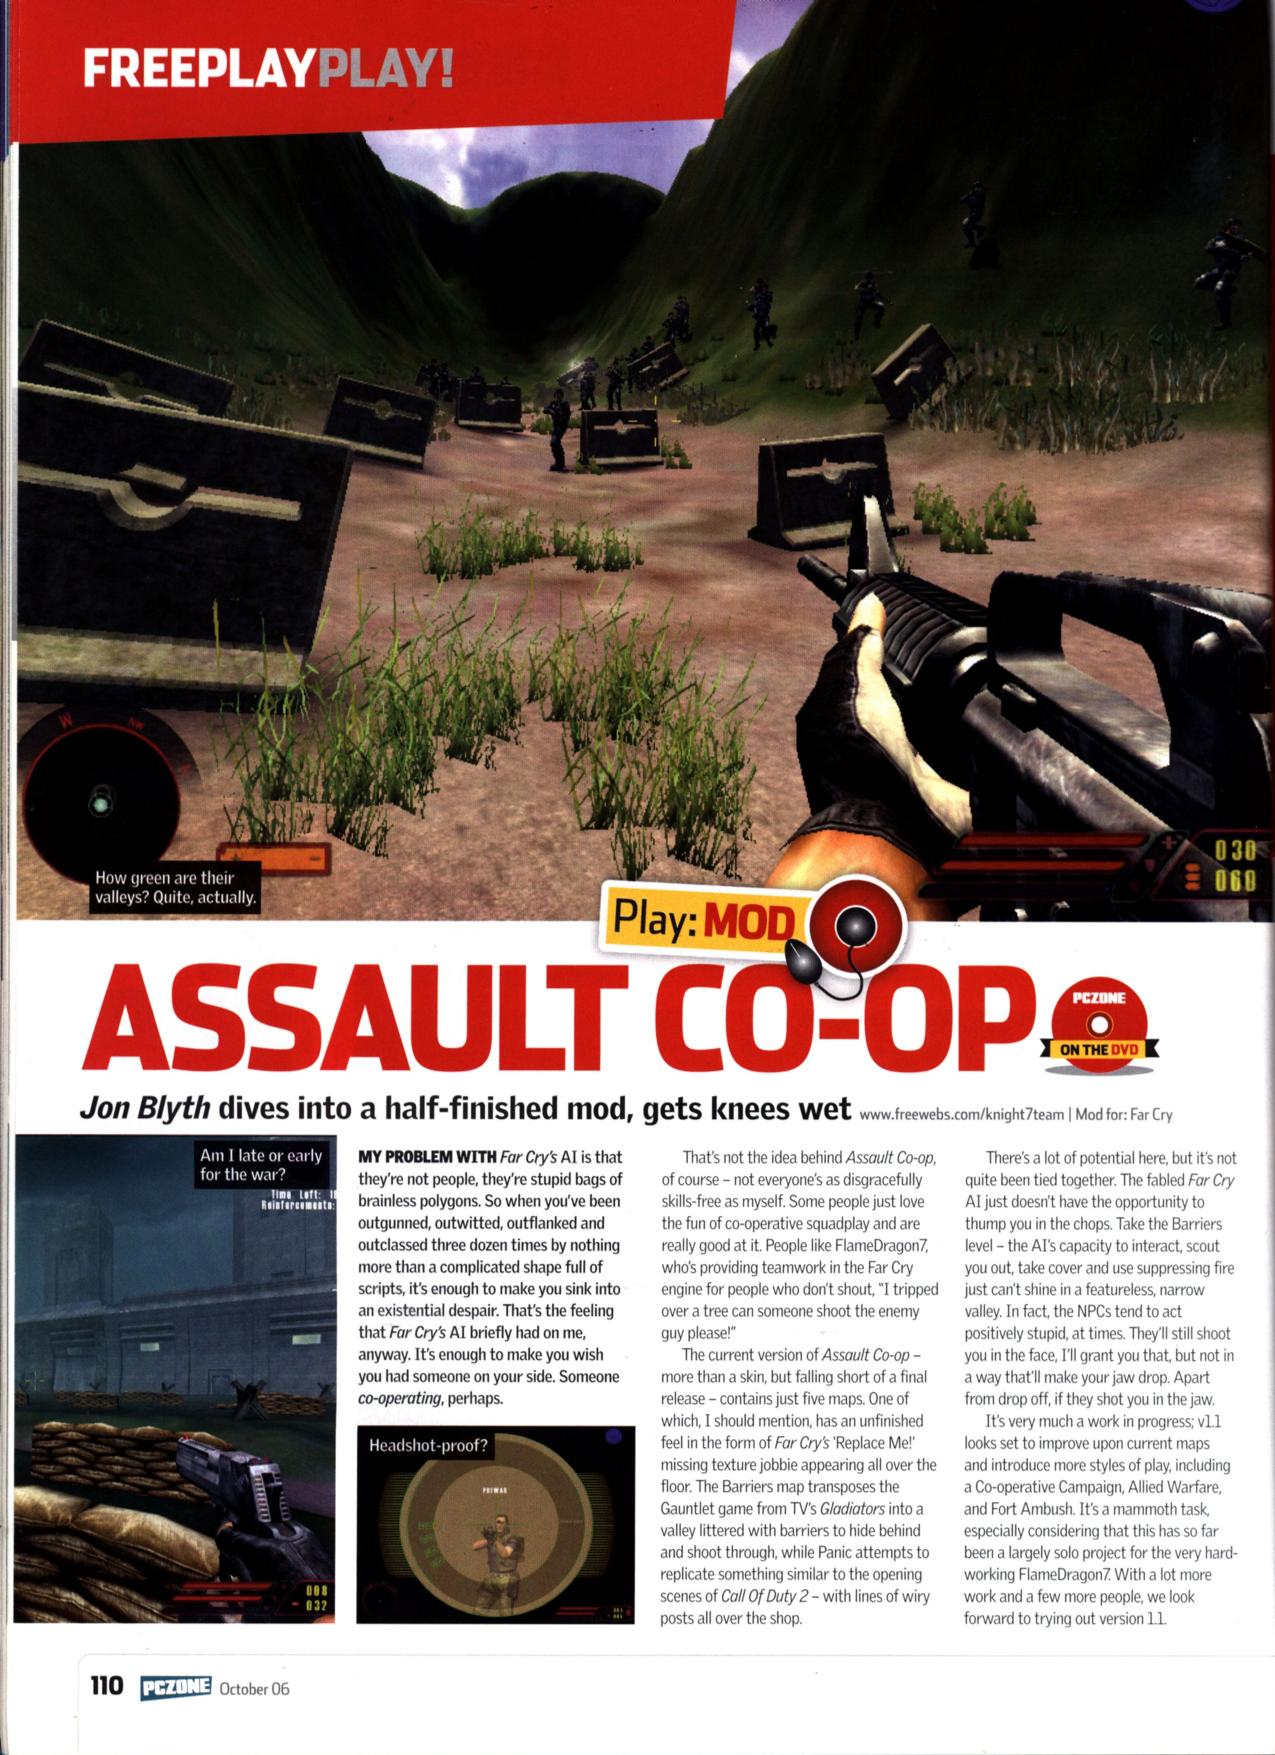 FREEPLAYPLAY!
W
NW
How green are their
valleys? Quite, actually.
030
060
Play: MOD
ASSAULT CO-OP
PCZONE
ON THE DVD
Jon Blyth dives into a half-finished mod, gets knees wet www.freewebs.com/knight7team | Mod for: Far Cry
Am I late or early
for the war?
Time Left:
Reinforcements:
008
032
MY PROBLEM WITH Far Cry's AI is that
they're not people, they're stupid bags of
brainless polygons. So when you've been
outgunned, outwitted, outflanked and
outclassed three dozen times by nothing
more than a complicated shape full of
scripts, it's enough to make you sink into
an existential despair. That's the feeling
that Far Cry's AI briefly had on me,
anyway. It's enough to make you wish
you had someone on your side. Someone
co-operating, perhaps.
Headshot-proof?
That's not the idea behind Assault Co-op,
of course – not everyone's as disgracefully
skills-free as myself. Some people just love
the fun of co-operative squadplay and are
really good at it. People like FlameDragon7,
who's providing teamwork in the Far Cry
engine for people who don't shout, "I tripped
over a tree can someone shoot the enemy
guy please!"
The current version of Assault Co-op –
more than a skin, but falling short of a final
release – contains just five maps. One of
which, I should mention, has an unfinished
feel in the form of Far Cry's 'Replace Me!'
missing texture jobbie appearing all over the
floor. The Barriers map transposes the
Gauntlet game from TV's Gladiators into a
valley littered with barriers to hide behind
and shoot through, while Panic attempts to
replicate something similar to the opening
scenes of Call Of Duty 2 – with lines of wiry
posts all over the shop.
There's a lot of potential here, but it's not
quite been tied together. The fabled Far Cry
AI just doesn't have the opportunity to
thump you in the chops. Take the Barriers
level – the AI's capacity to interact, scout
you out, take cover and use suppressing fire
just can't shine in a featureless, narrow
valley. In fact, the NPCs tend to act
positively stupid, at times. They'll still shoot
you in the face, I'll grant you that, but not in
a way that'll make your jaw drop. Apart
from drop off, if they shot you in the jaw.
It's very much a work in progress; v1.1
looks set to improve upon current maps
and introduce more styles of play, including
a Co-operative Campaign, Allied Warfare,
and Fort Ambush. It's a mammoth task,
especially considering that this has so far
been a largely solo project for the very hard-
working FlameDragon7. With a lot more
work and a few more people, we look
forward to trying out version 1.1.
110 PCZONE October 06